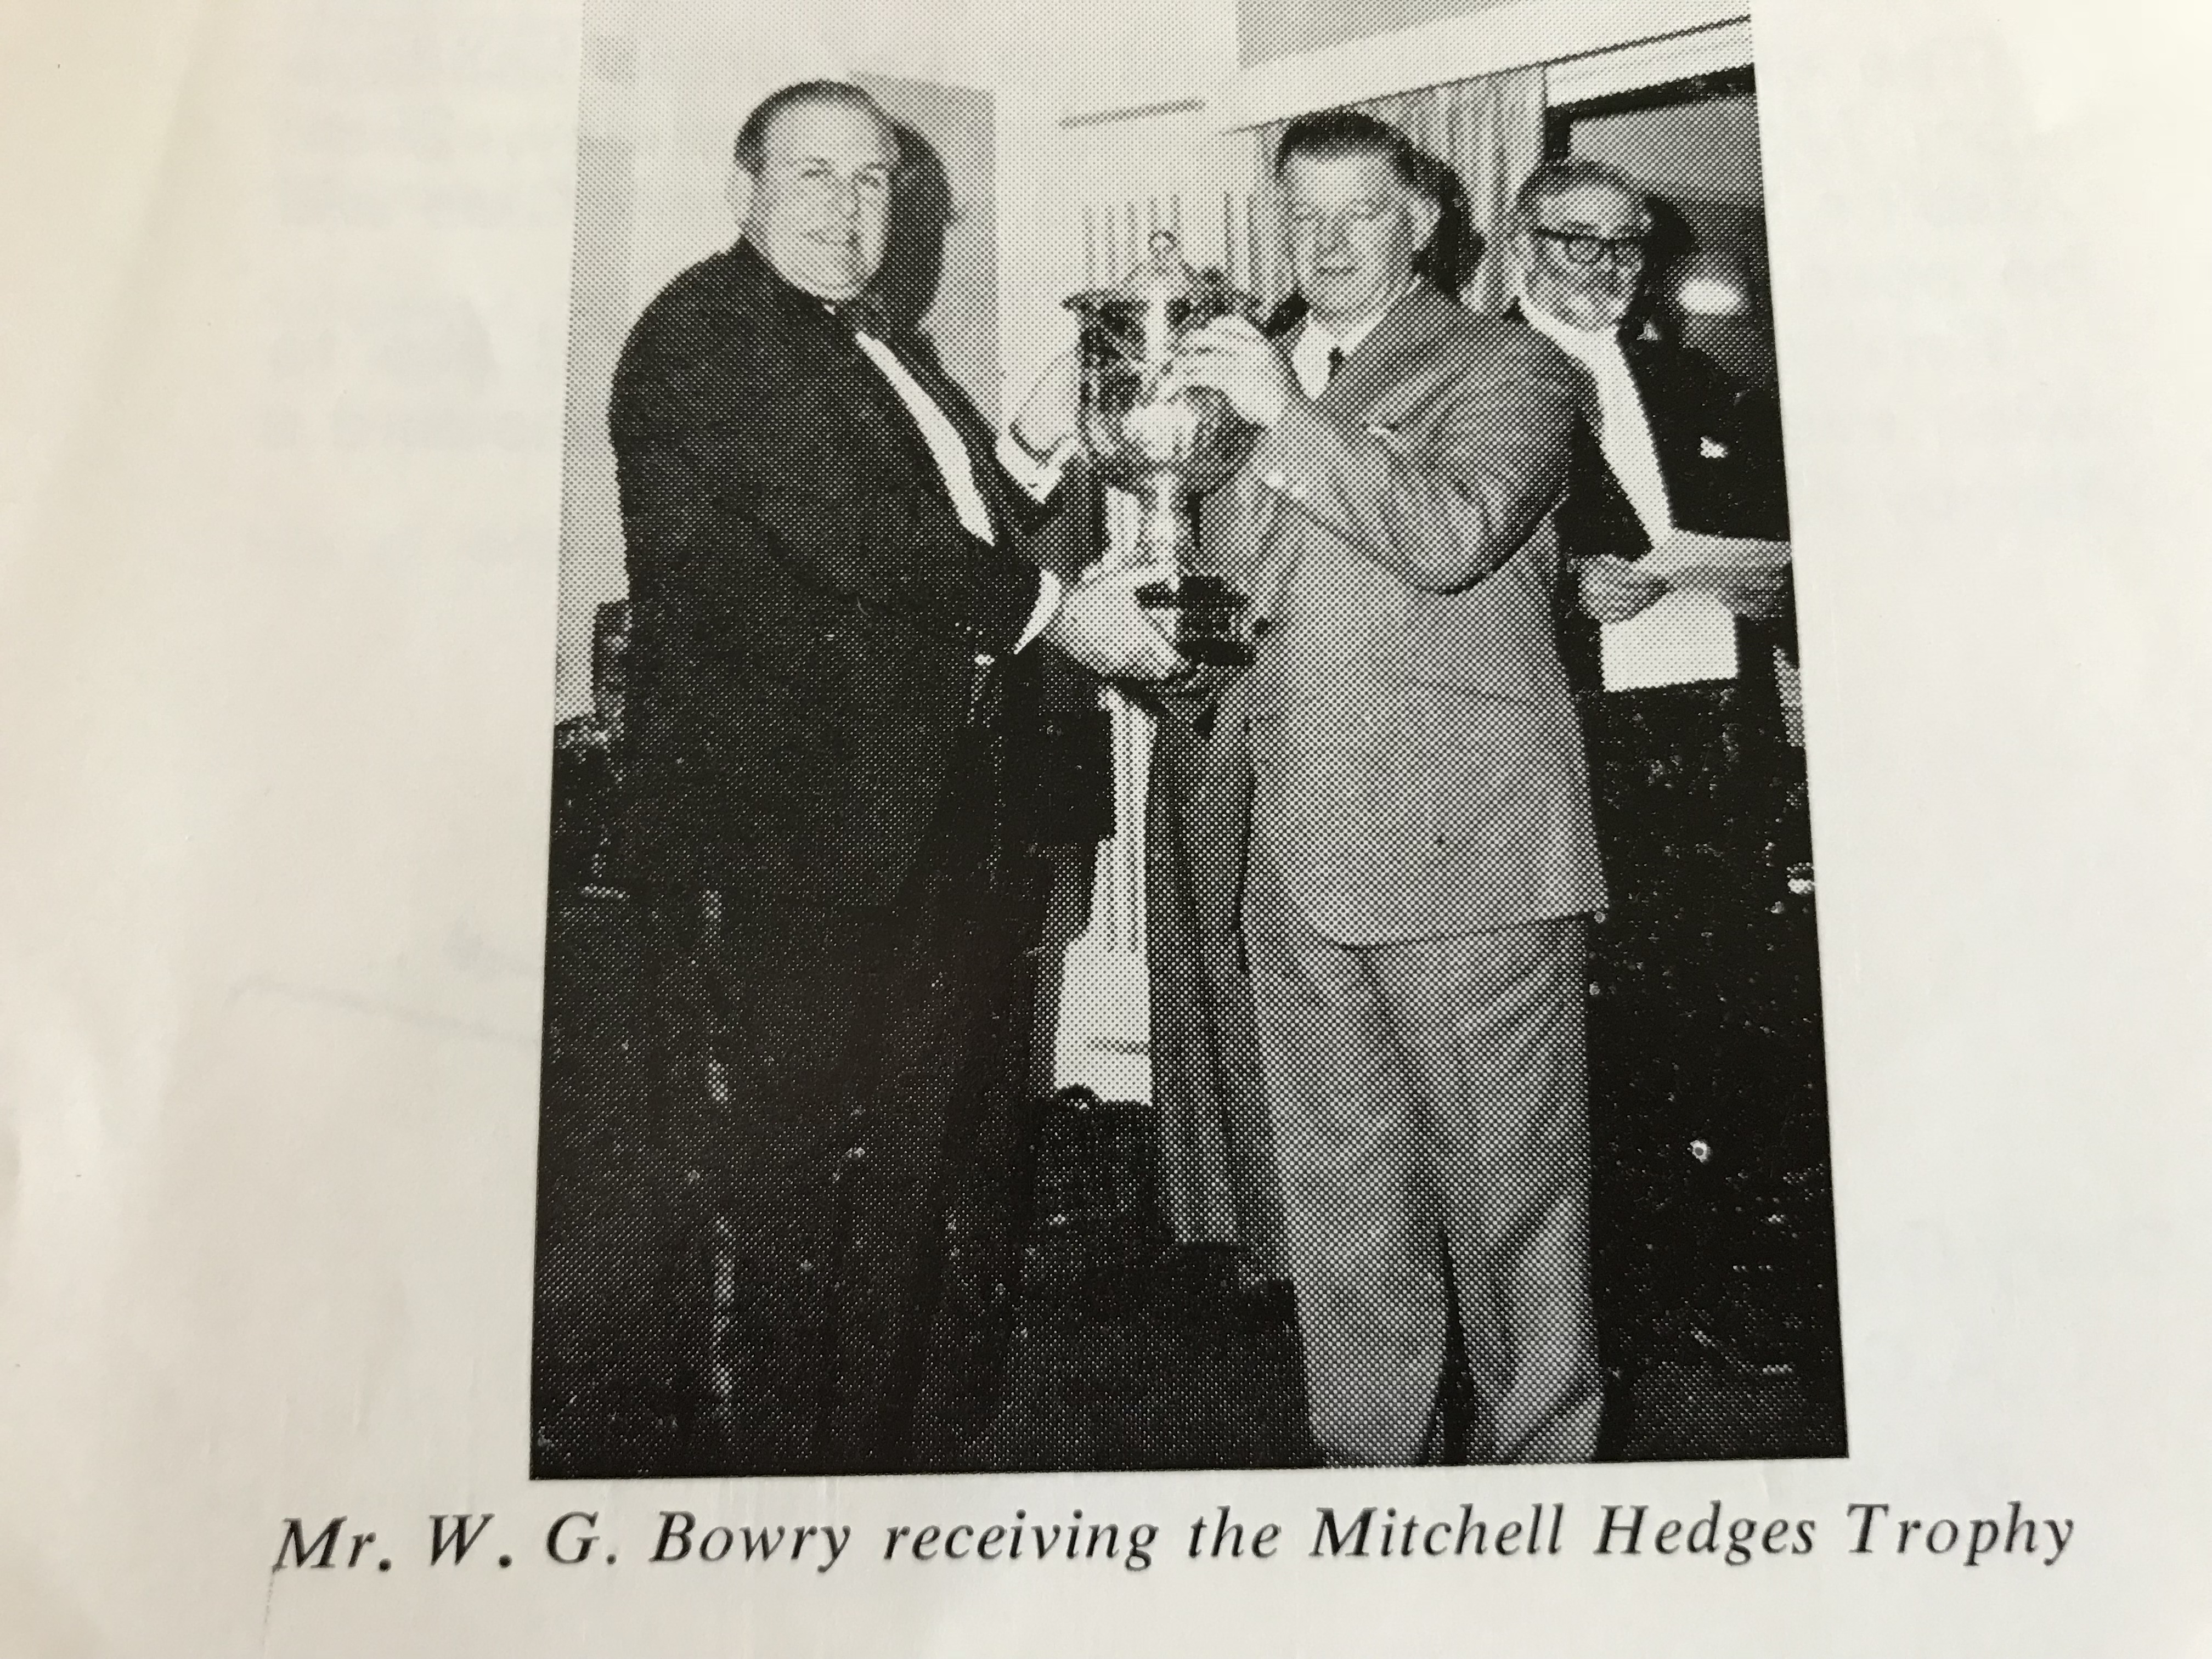 Mr. W. G. Bowry receiving the Mitchell Hedges Trophy